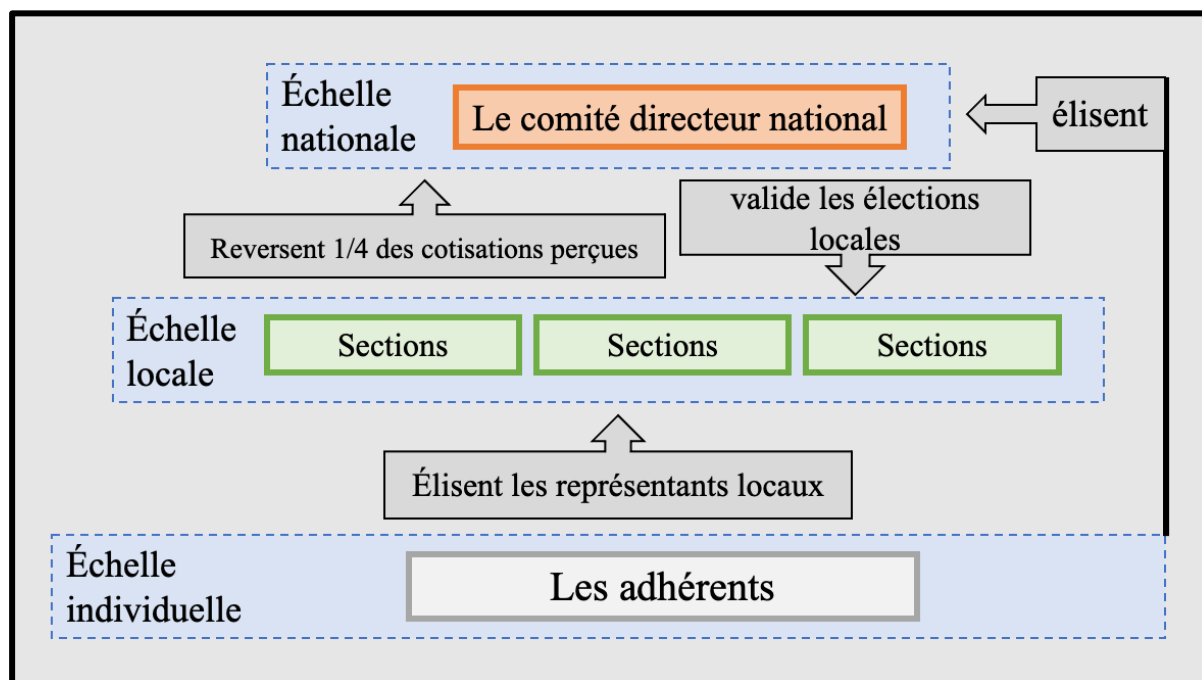 Échelle
nationale
Le comité directeur national
élisent
Reversent 1/4 des cotisations perçues
valide les élections
locales
Échelle
locale
Sections
Sections
Sections
Élisent les représentants locaux
Échelle
individuelle
Les adhérents